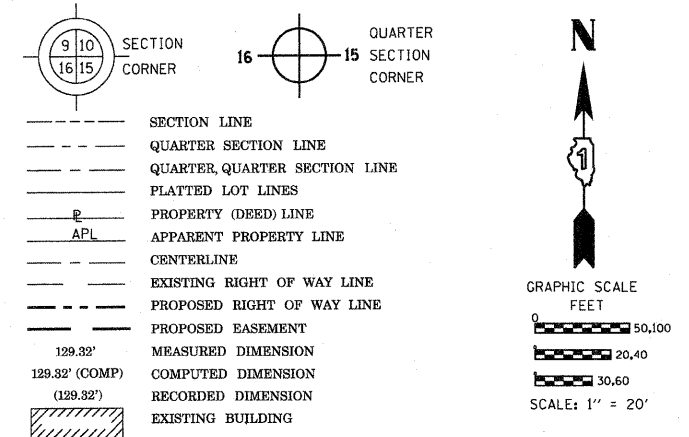 9 10
16 15
SECTION
CORNER
16
15
QUARTER
SECTION
CORNER
SECTION LINE
QUARTER SECTION LINE
QUARTER, QUARTER SECTION LINE
PLATTED LOT LINES
PL PROPERTY (DEED) LINE
APL APPARENT PROPERTY LINE
CENTERLINE
EXISTING RIGHT OF WAY LINE
PROPOSED RIGHT OF WAY LINE
PROPOSED EASEMENT
129.32' MEASURED DIMENSION
129.32' (COMP) COMPUTED DIMENSION
(129.32') RECORDED DIMENSION
EXISTING BUILDING
N
1
GRAPHIC SCALE
FEET
0
50,100
0
20,40
0
30,60
SCALE: 1" = 20'